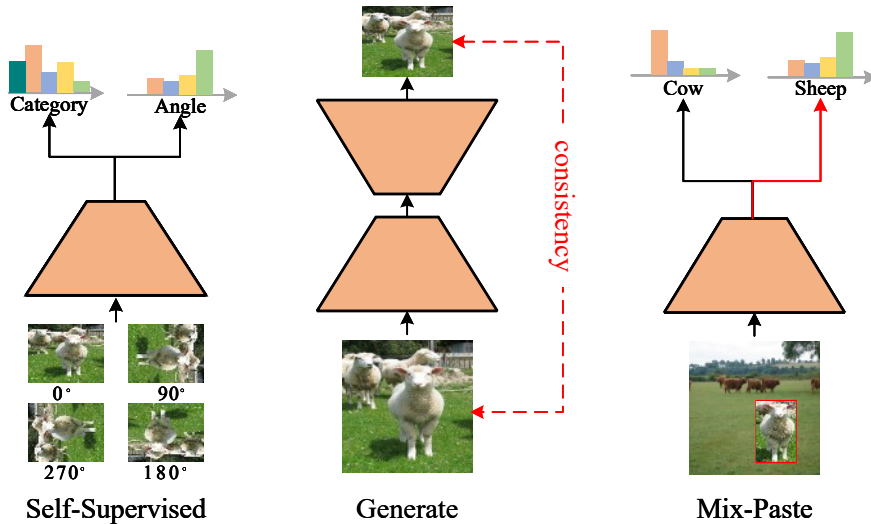 Category
Angle
Cow
Sheep
consistency
0°
90°
270°
180°
Self-Supervised
Generate
Mix-Paste